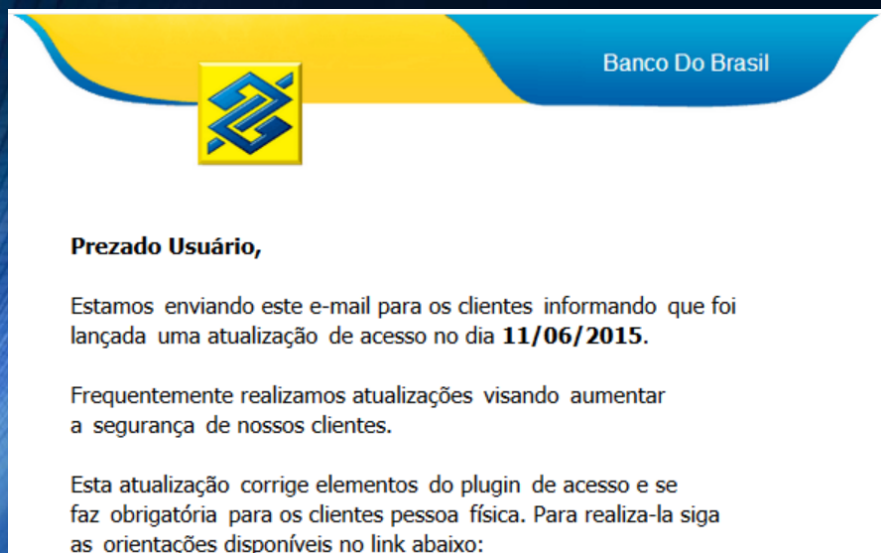 Banco Do Brasil
Prezado Usuário,
Estamos enviando este e-mail para os clientes informando que foi
lançada uma atualização de acesso no dia 11/06/2015.
Frequentemente realizamos atualizações visando aumentar
a segurança de nossos clientes.
Esta atualização corrige elementos do plugin de acesso e se
faz obrigatória para os clientes pessoa física. Para realiza-la siga
as orientações disponíveis no link abaixo: